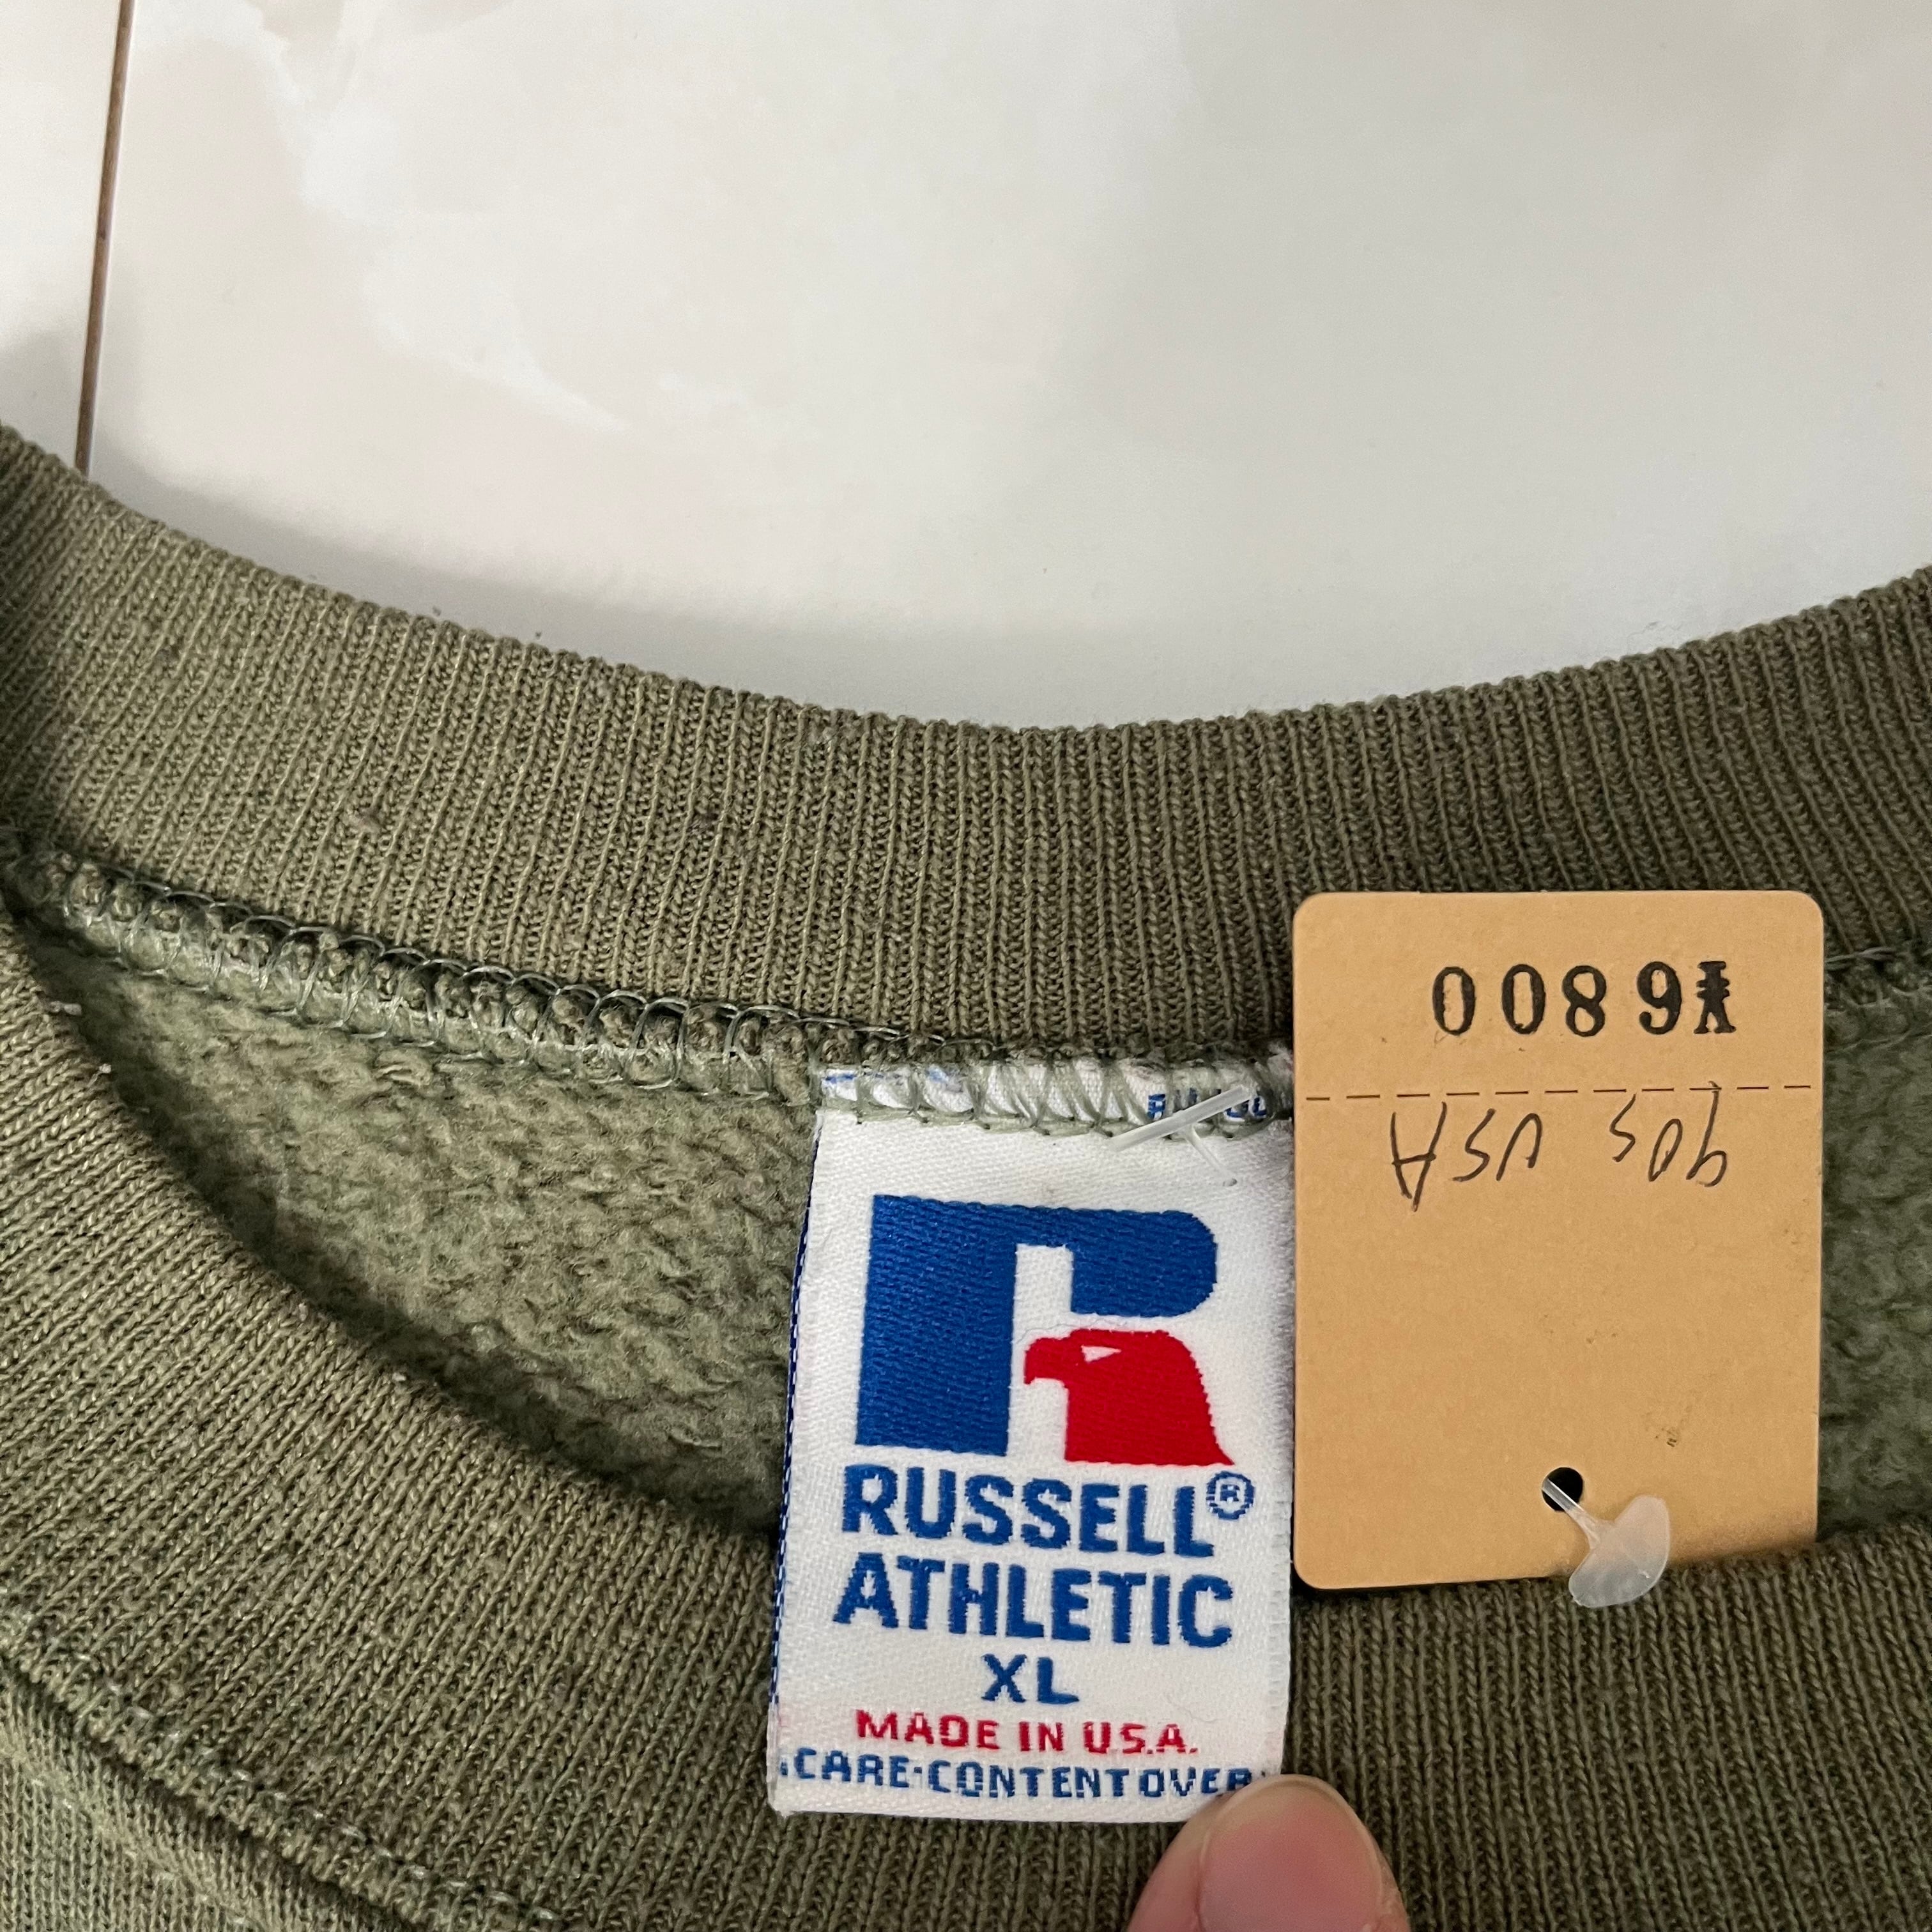 RUSSELL®
ATHLETIC
XL
MADE IN U.S.A.
CARE-CONTENT OVER
90s USA
¥6800